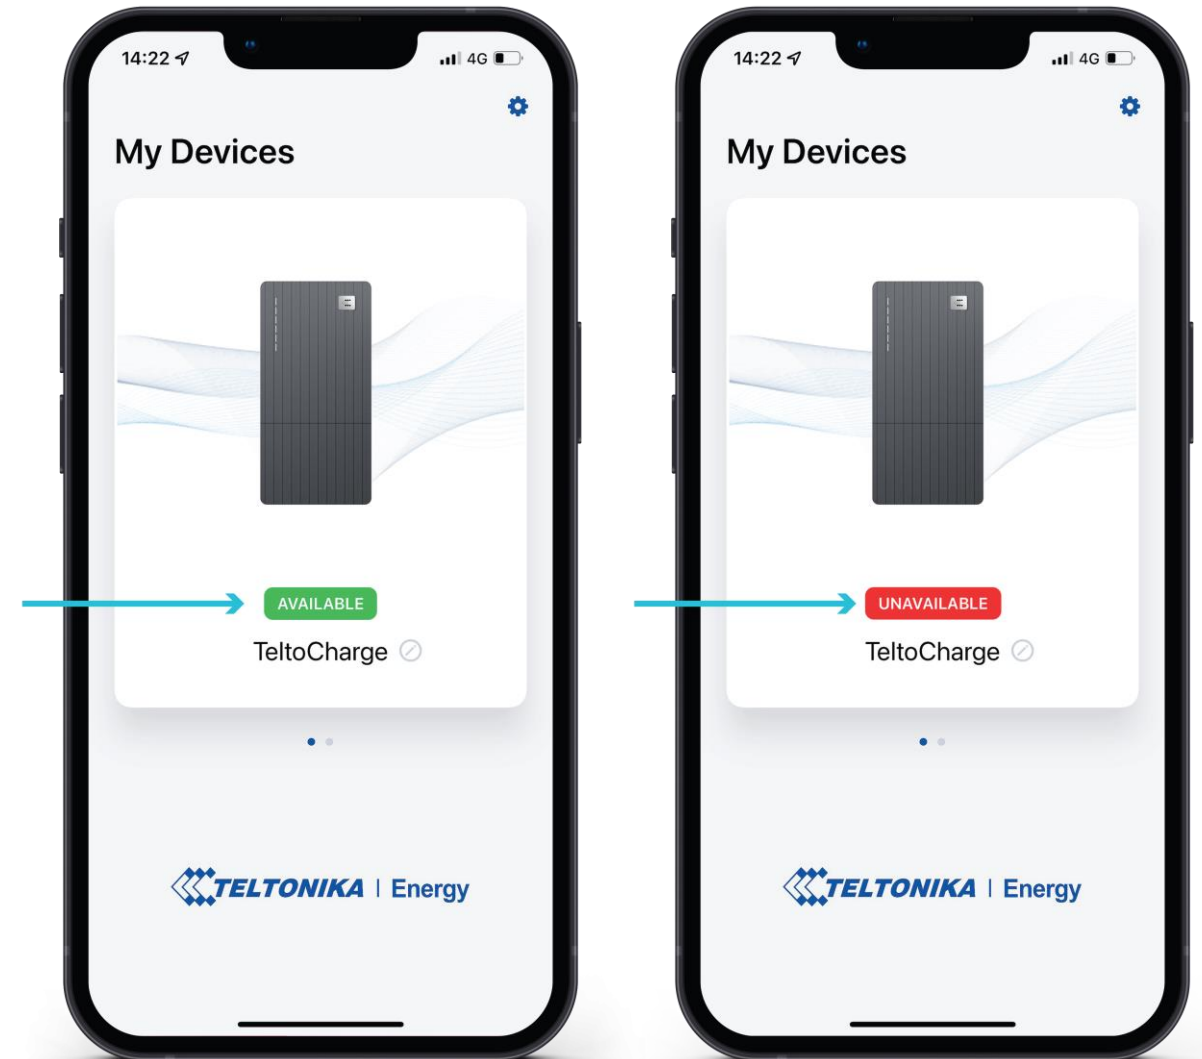 14:22
4G
My Devices
AVAILABLE
TeltoCharge
TELTONIKA | Energy
14:22
4G
My Devices
UNAVAILABLE
TeltoCharge
TELTONIKA | Energy